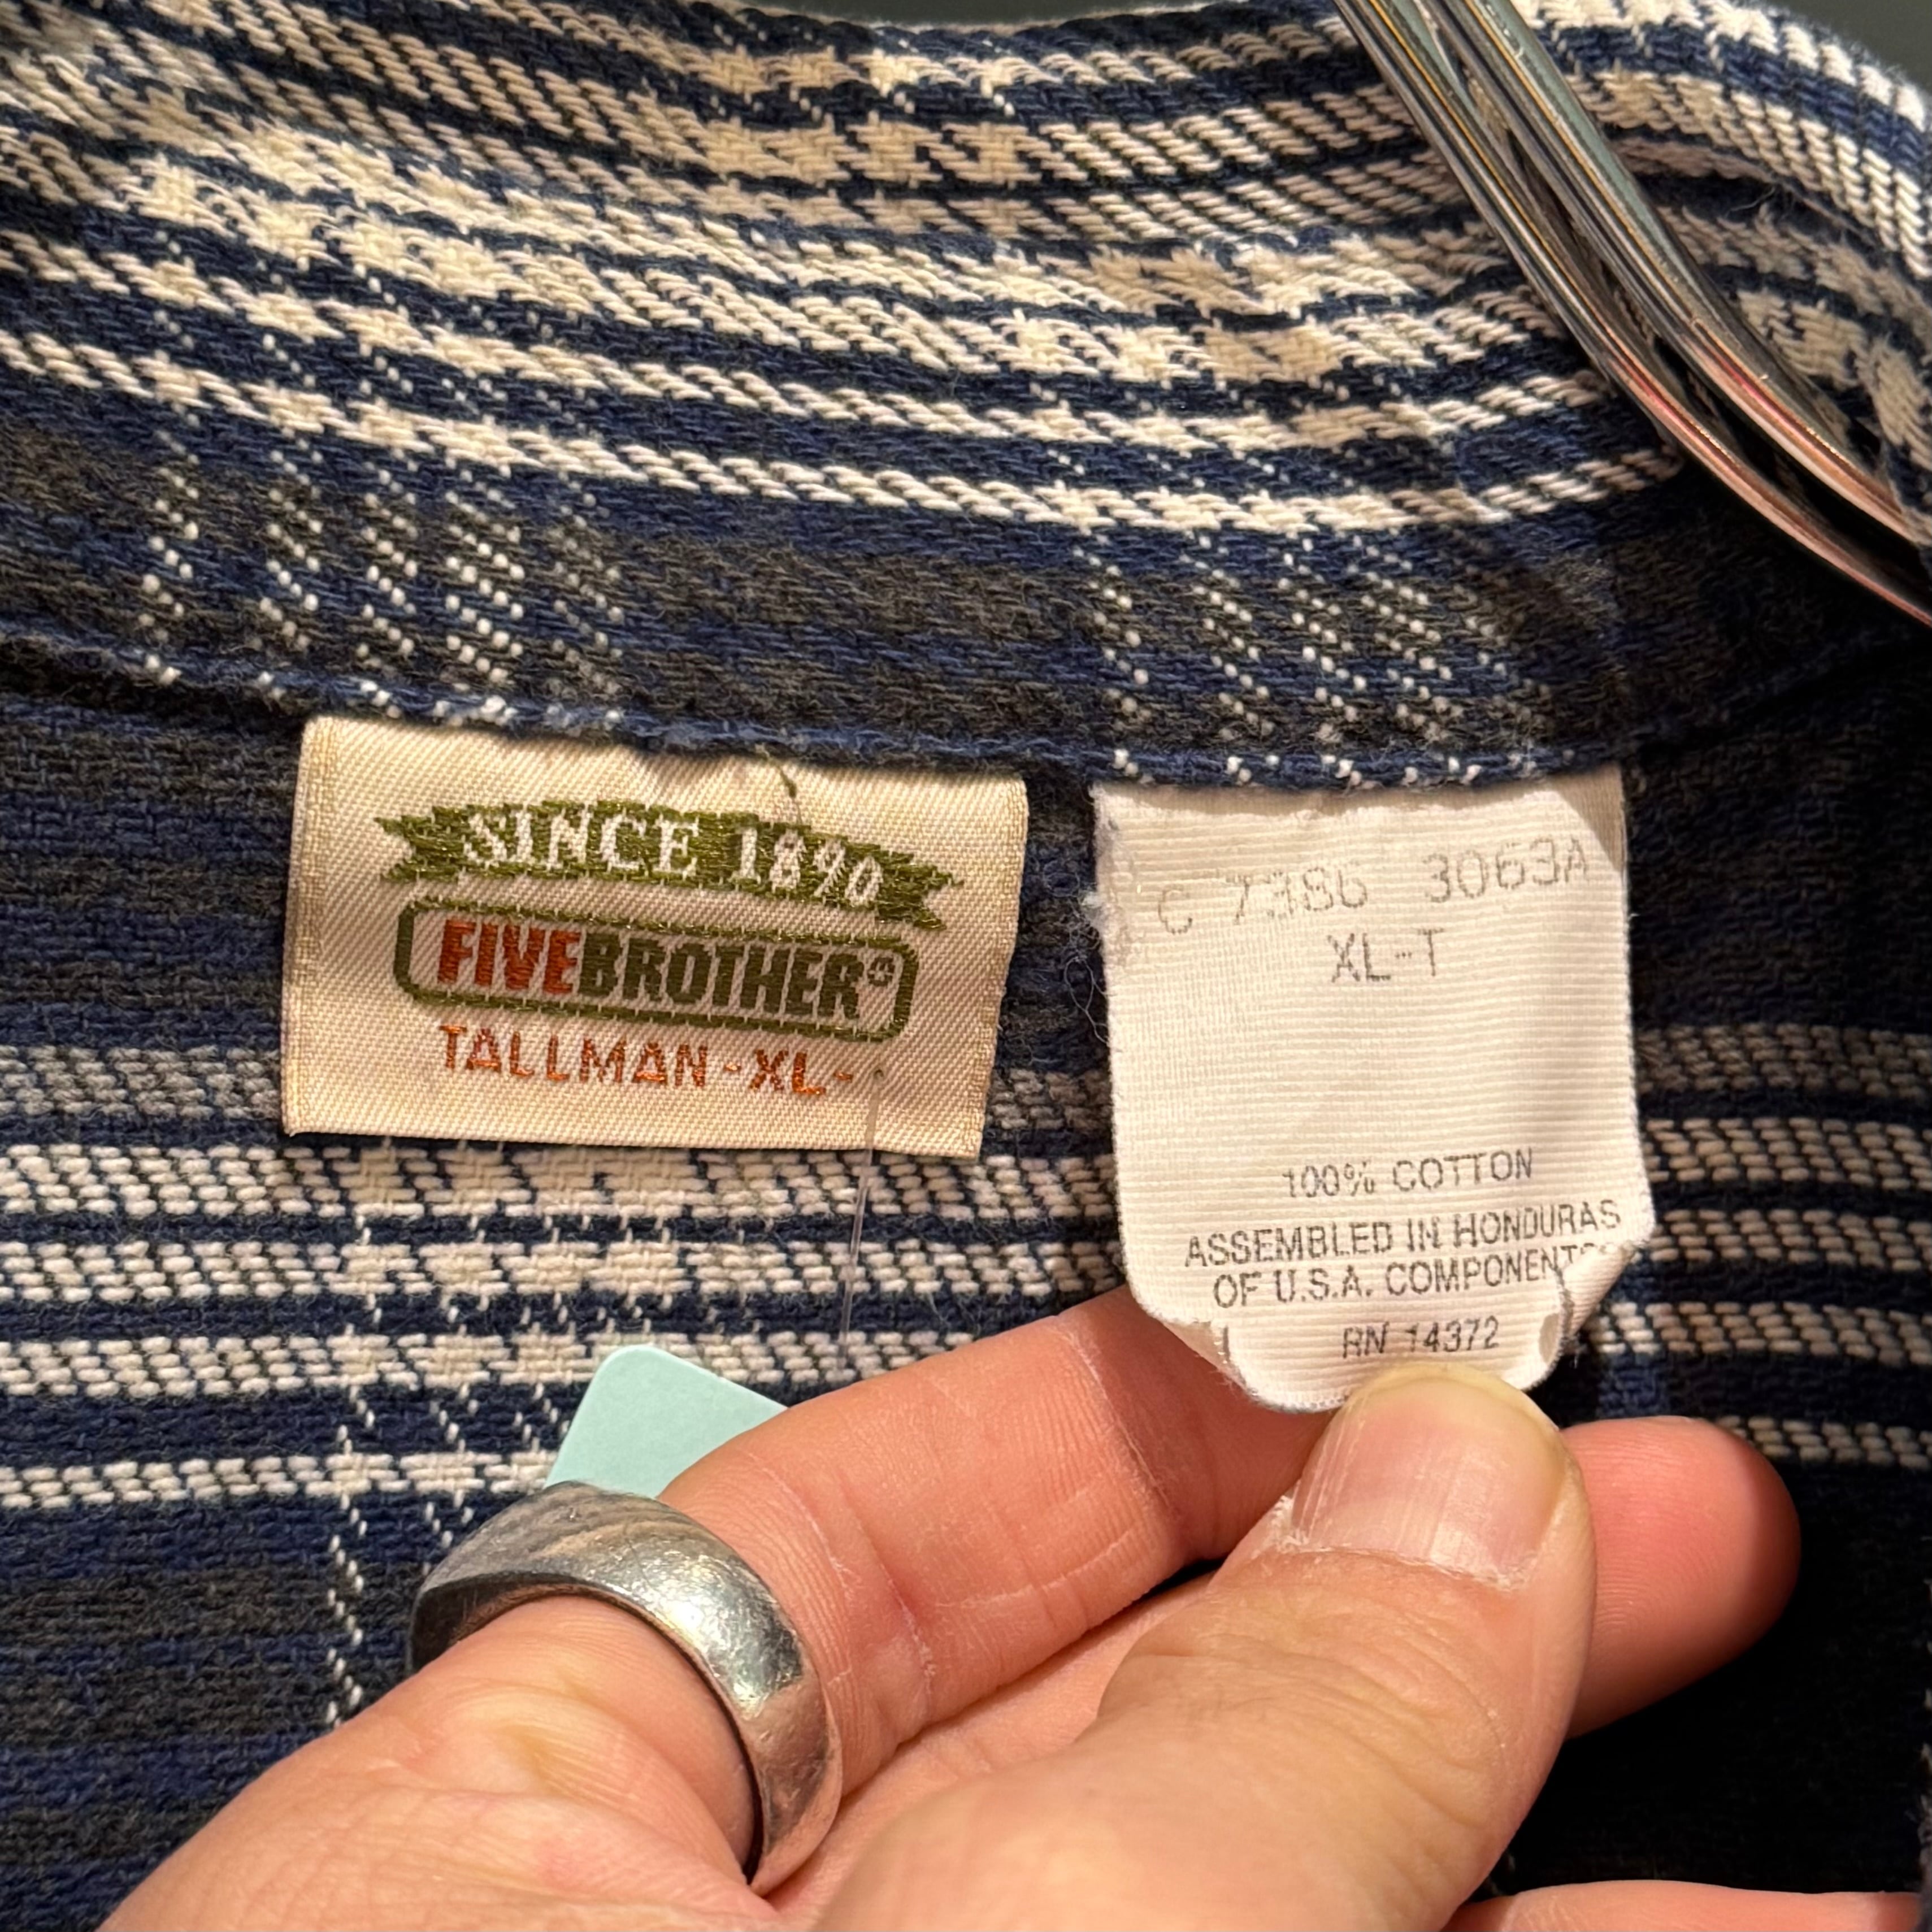 SINCE 1890
FIVEBROTHER®
TALLMAN-XL-
C 7386 3063A
XL-T
100% COTTON
ASSEMBLED IN HONDURAS
OF U.S.A. COMPONENTS
RN 14372